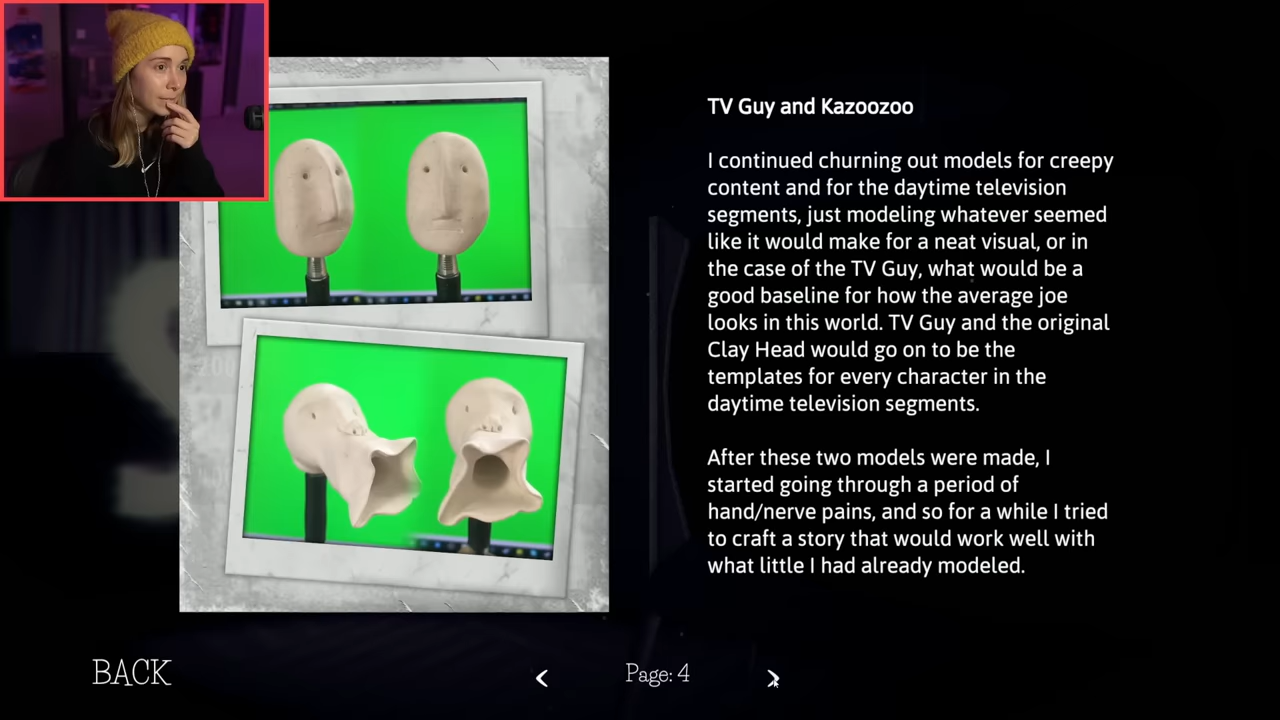 TV Guy and Kazoozoo
I continued churning out models for creepy
content and for the daytime television
segments, just modeling whatever seemed
like it would make for a neat visual, or in
the case of the TV Guy, what would be a
good baseline for how the average joe
looks in this world. TV Guy and the original
Clay Head would go on to be the
templates for every character in the
daytime television segments.
After these two models were made, I
started going through a period of
hand/nerve pains, and so for a while I tried
to craft a story that would work well with
what little I had already modeled.
BACK
< Page: 4 >